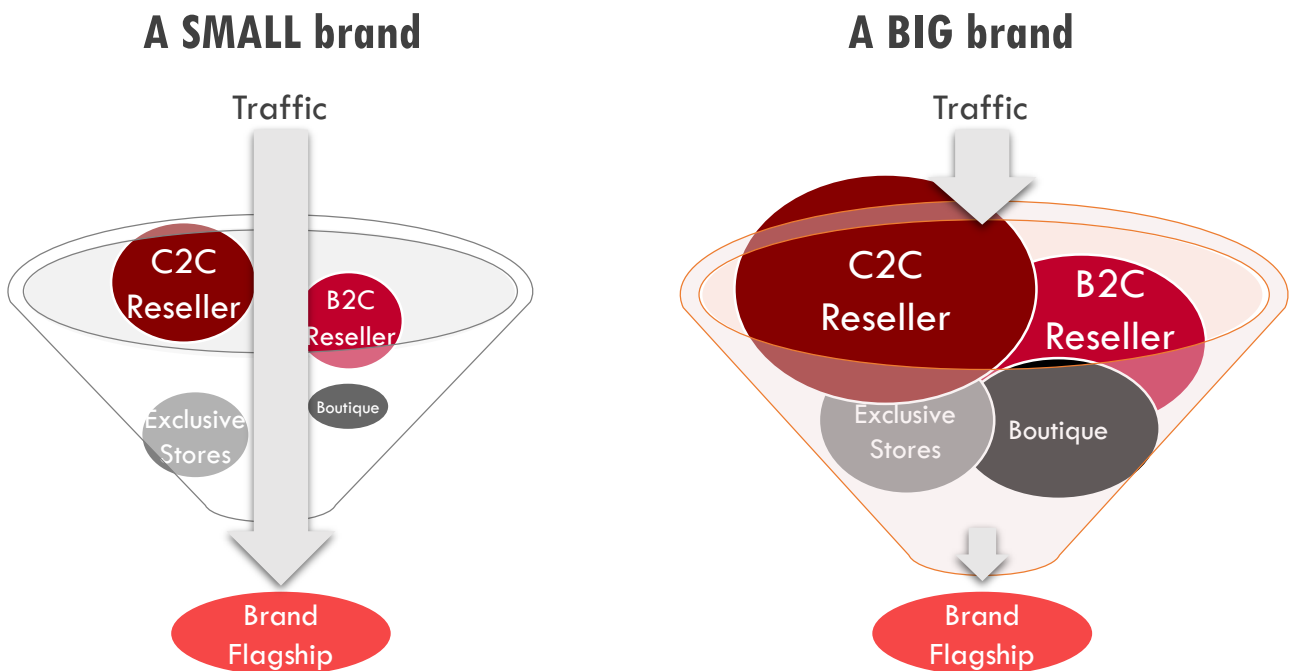 A SMALL brand
Traffic
C2C
Reseller
B2C
Reseller
Exclusive
Stores
Boutique
Brand
Flagship
A BIG brand
Traffic
C2C
Reseller
B2C
Reseller
Exclusive
Stores
Boutique
Brand
Flagship